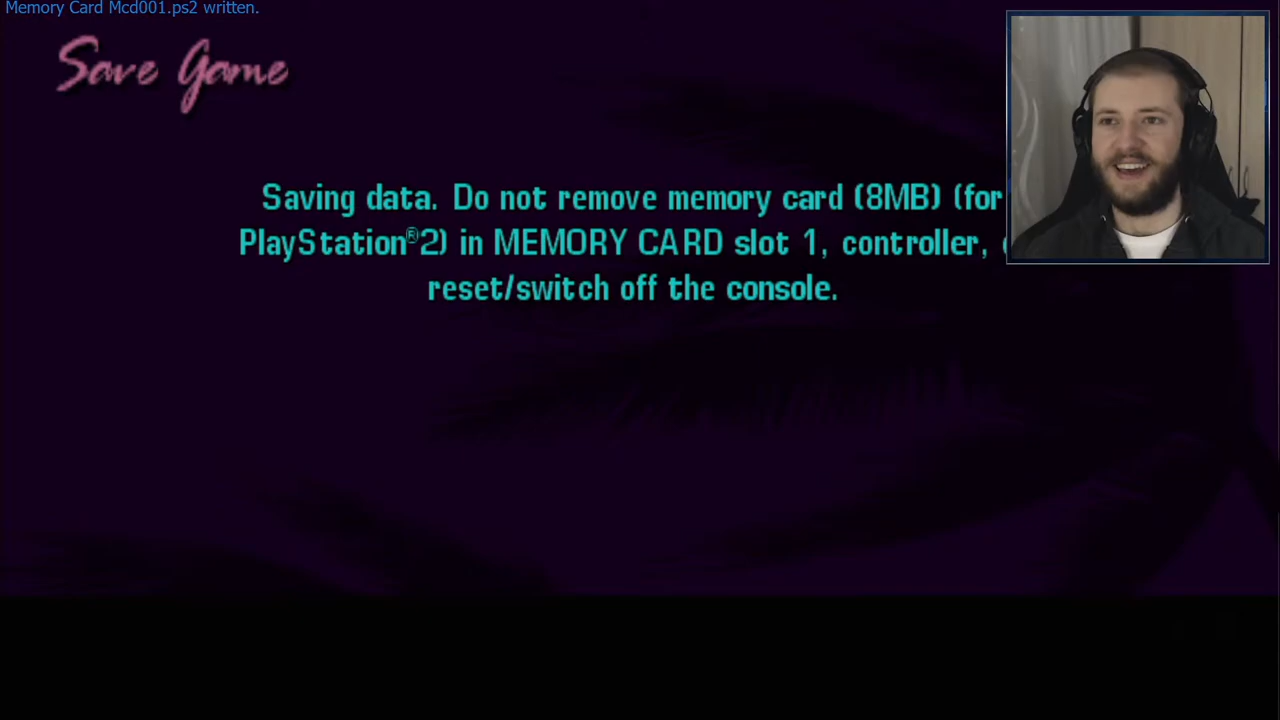 Memory Card Mcd001.ps2 written.
Save Game
Saving data. Do not remove memory card (8MB) (for
PlayStation®2) in MEMORY CARD slot 1, controller,
reset/switch off the console.